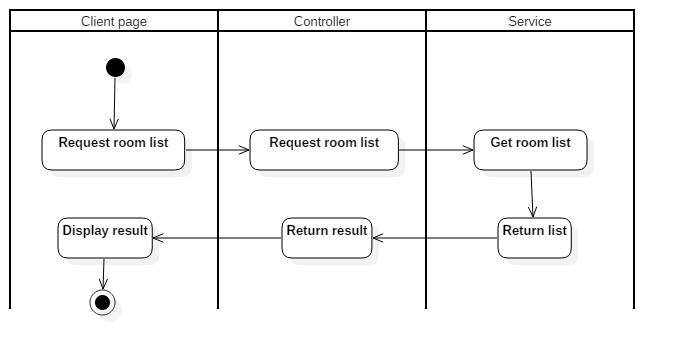 Client page
Controller
Service
Request room list
Request room list
Get room list
Display result
Return result
Return list